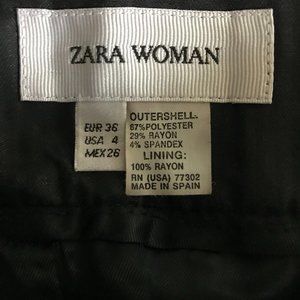 ZARA WOMAN
EUR 36
USA 4
MEX 26
OUTERSHELL:
67%POLYESTER
29% RAYON
4% SPANDEX
LINING:
100% RAYON
RN (USA) 77302
MADE IN SPAIN